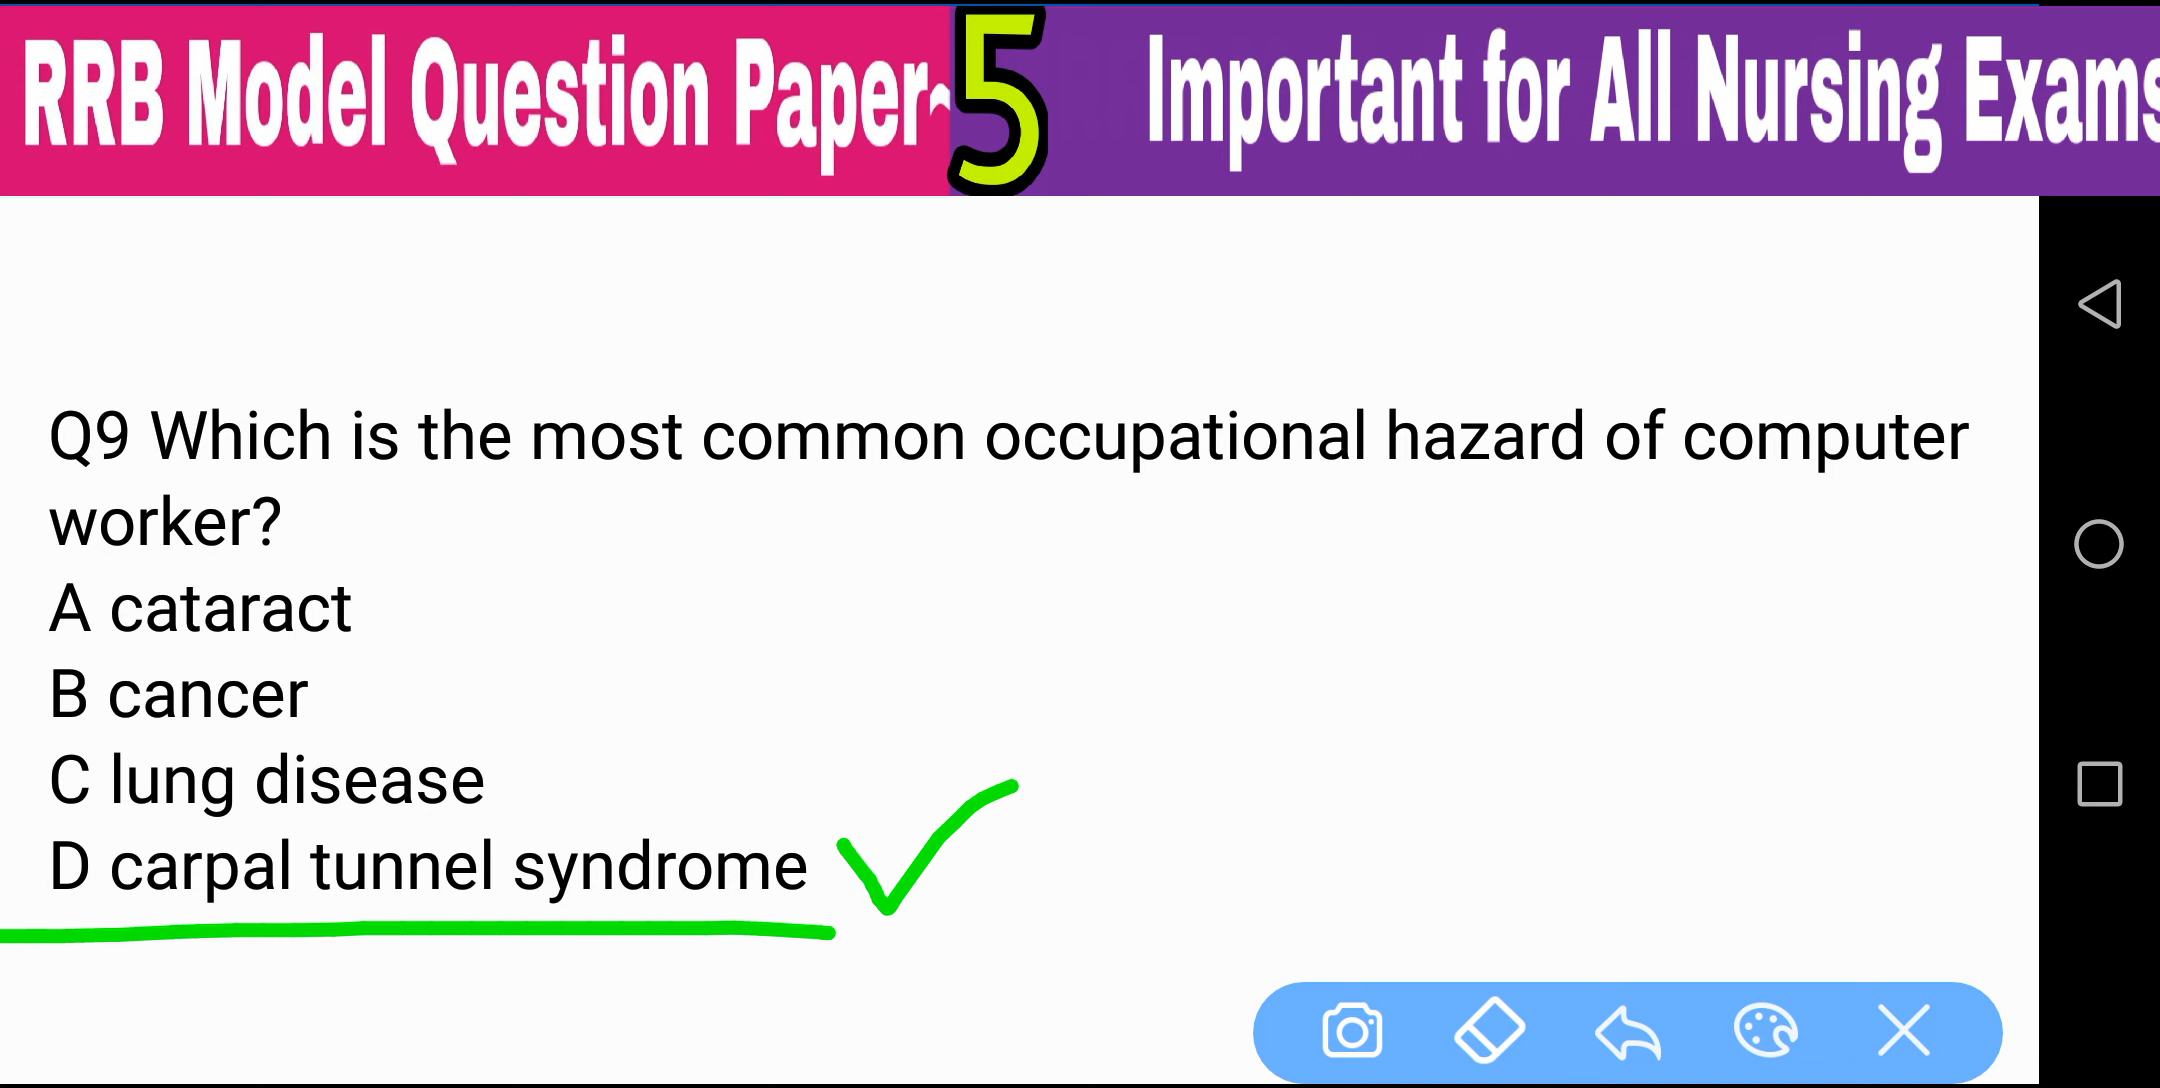 RRB Model Question Paper-5 Important for All Nursing Exams
Q9 Which is the most common occupational hazard of computer
worker?
A cataract
B cancer
C lung disease
D carpal tunnel syndrome